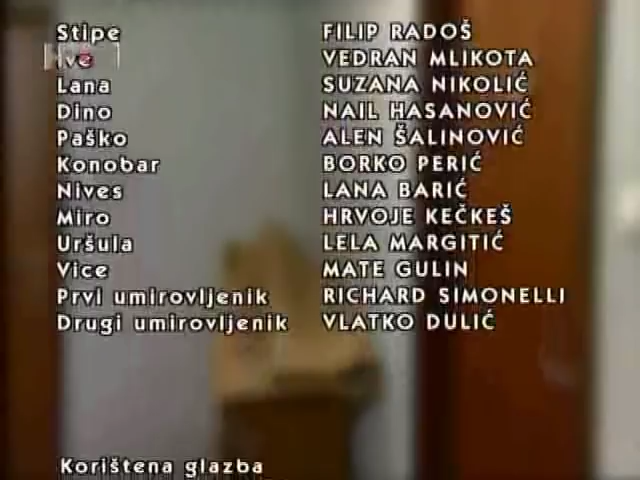 Stipe FILIP RADOŠ
Ive VEDRAN MLIKOTA
Lana SUZANA NIKOLIĆ
Dino NAIL HASANOVIĆ
Paško ALEN ŠALINOVIĆ
Konobar BORKO PERIĆ
Nives LANA BARIĆ
Miro HRVOJE KEČKEŠ
Uršula LELA MARGITIĆ
Vice MATE GULIN
Prvi umirovljenik RICHARD SIMONELLI
Drugi umirovljenik VLATKO DULIĆ
Korištena glazba